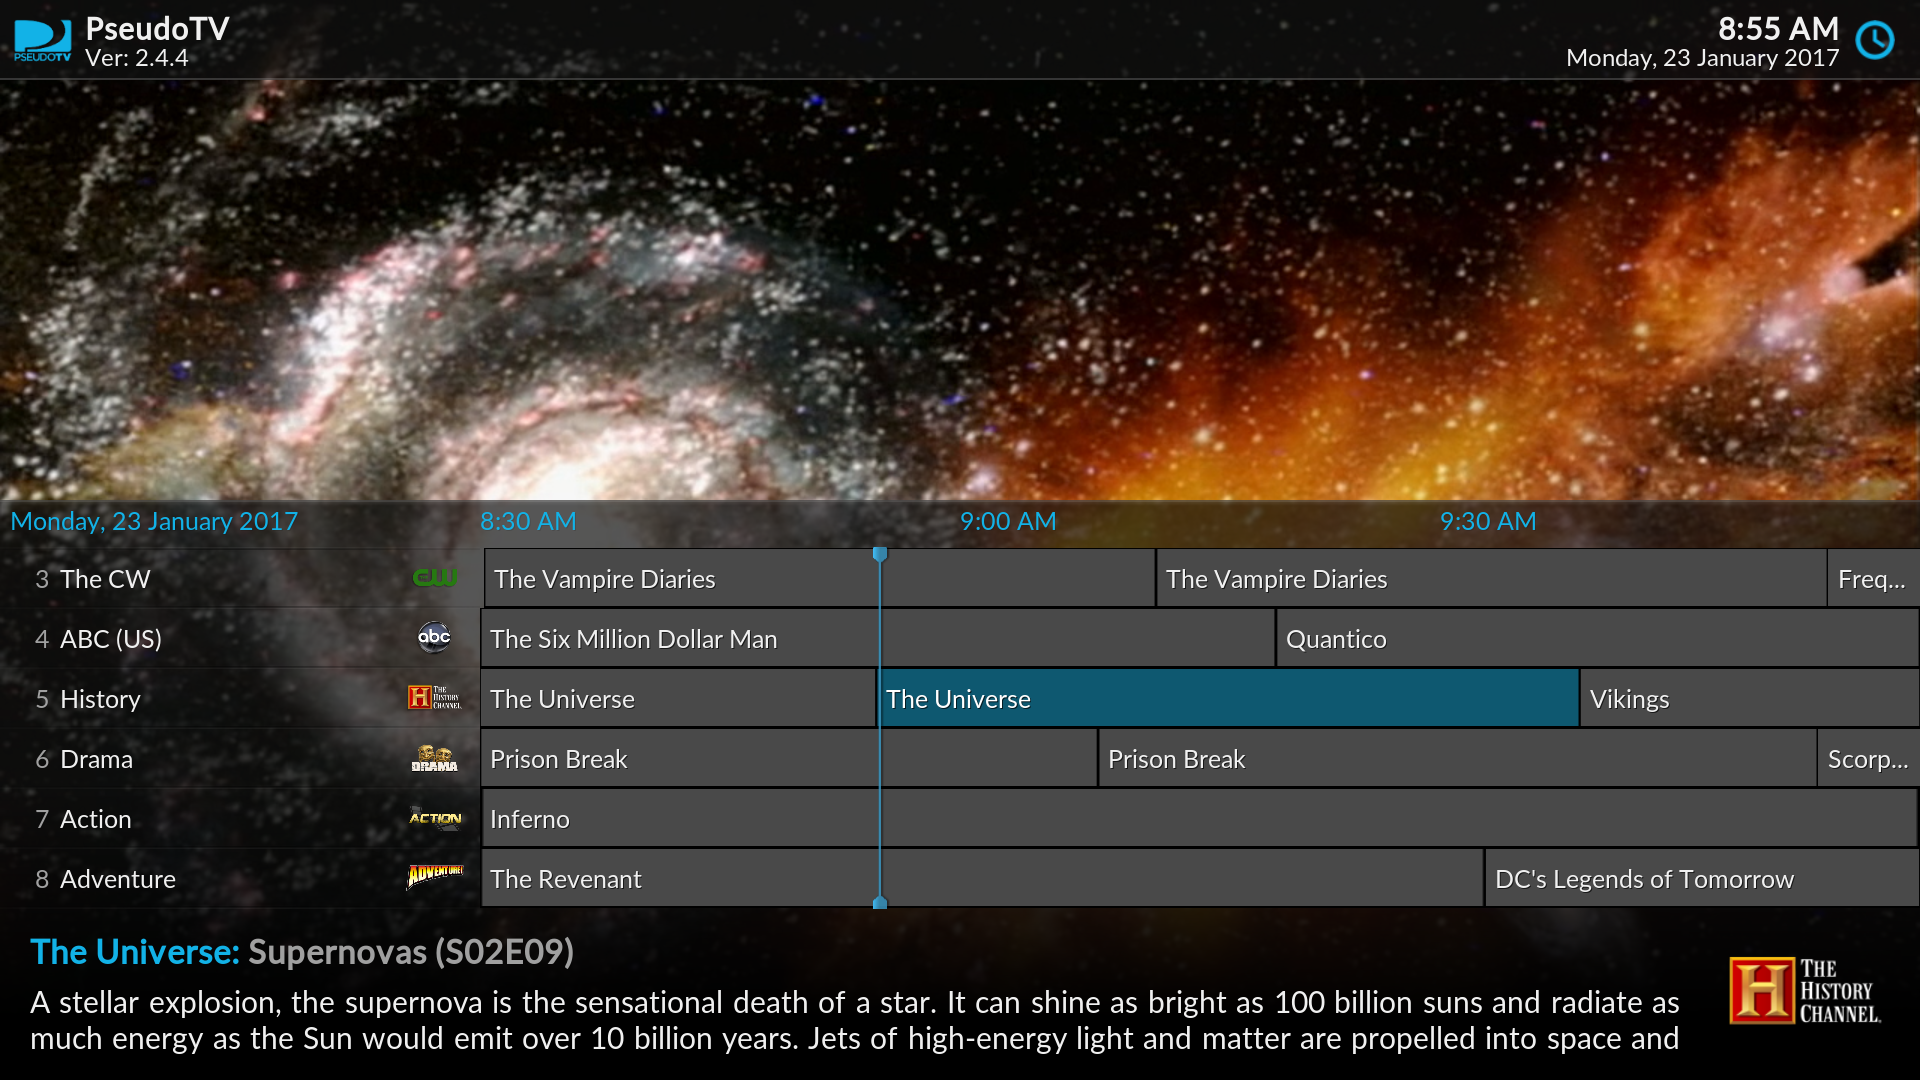 PseudoTV
Ver: 2.4.4
PSEUDOTV
8:55 AM
Monday, 23 January 2017
Monday, 23 January 2017 8:30 AM 9:00 AM 9:30 AM
3 The CW CW The Vampire Diaries The Vampire Diaries Freq...
4 ABC (US) abc The Six Million Dollar Man Quantico
5 History H THE HISTORY CHANNEL The Universe The Universe Vikings
6 Drama DRAMA Prison Break Prison Break Scorp...
7 Action ACTION Inferno
8 Adventure ADVENTURE! The Revenant DC's Legends of Tomorrow
The Universe: Supernovas (S02E09)
A stellar explosion, the supernova is the sensational death of a star. It can shine as bright as 100 billion suns and radiate as
much energy as the Sun would emit over 10 billion years. Jets of high-energy light and matter are propelled into space and
H THE
HISTORY
CHANNEL.